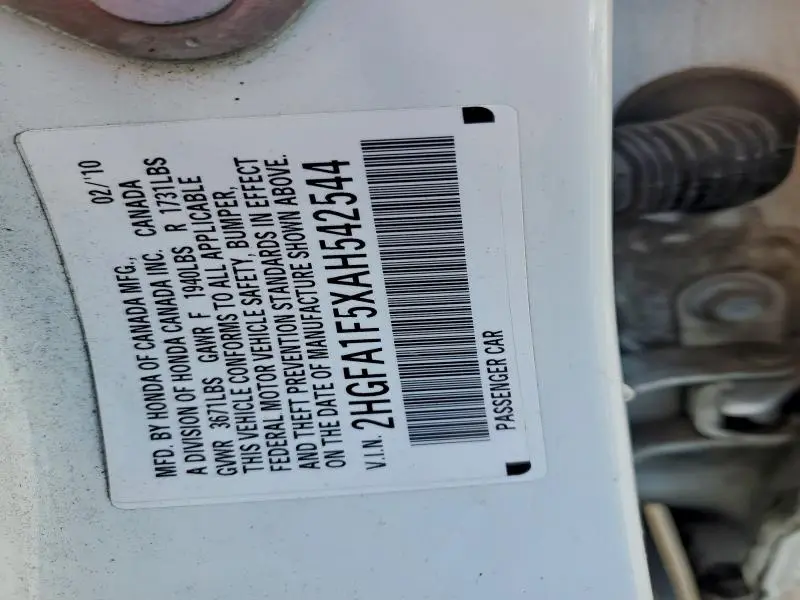 MFD. BY HONDA OF CANADA MFG., 02/'10
A DIVISION OF HONDA CANADA INC. CANADA
GVWR 3671LBS GAWR F 1940LBS R 1731LBS
THIS VEHICLE CONFORMS TO ALL APPLICABLE
FEDERAL MOTOR VEHICLE SAFETY, BUMPER,
AND THEFT PREVENTION STANDARDS IN EFFECT
ON THE DATE OF MANUFACTURE SHOWN ABOVE.
V.I.N. 2HGFA1F5XAH542544
PASSENGER CAR